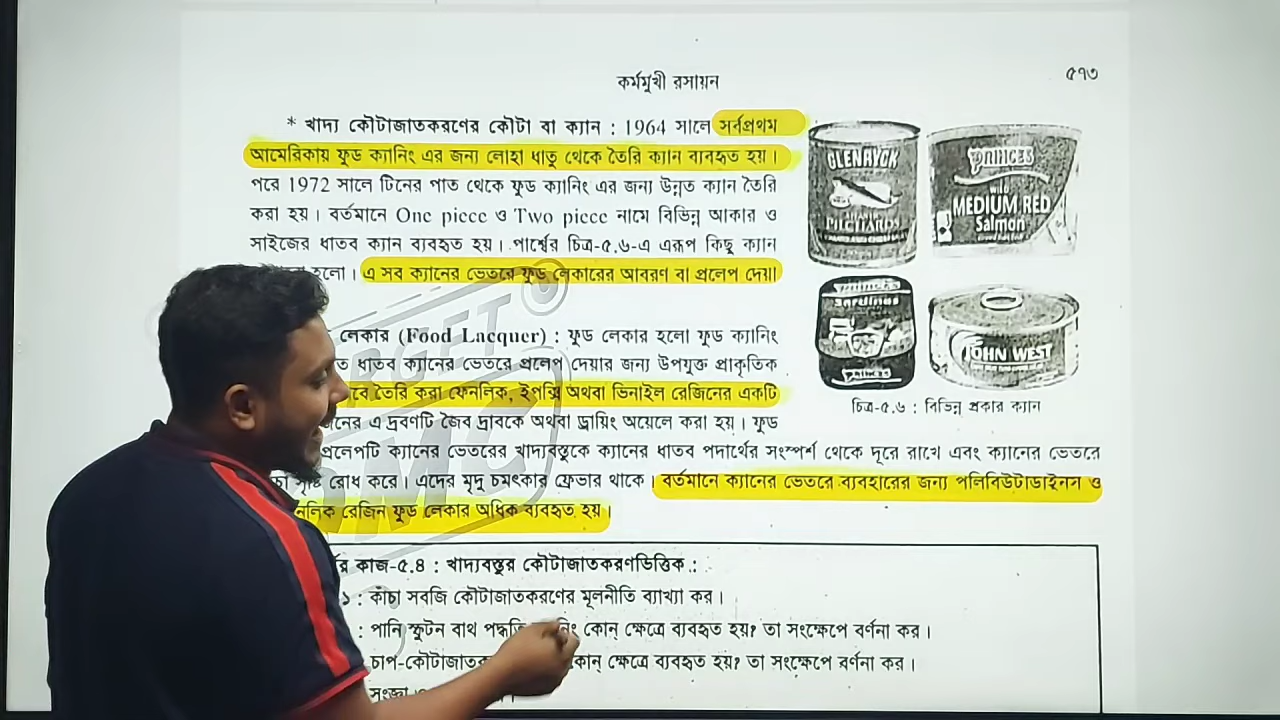 কর্মমুখী রসায়ন
৫৭৩
* খাদ্য কৌটাজাতকরণের কৌটা বা ক্যান : 1964 সালে সর্বপ্রথম
আমেরিকায় ফুড ক্যানিং এর জন্য লোহা ধাতু থেকে তৈরি ক্যান ব্যবহৃত হয়।
পরে 1972 সালে টিনের পাত থেকে ফুড ক্যানিং এর জন্য উন্নত ক্যান তৈরি
করা হয়। বর্তমানে One piece ও Two piece নামে বিভিন্ন আকার ও
সাইজের ধাতব ক্যান ব্যবহৃত হয়। পার্শ্বের চিত্র-৫.৬-এ এরূপ কিছু ক্যান
হলো। এ সব ক্যানের ভেতরে ফুড লেকারের আবরণ বা প্রলেপ দেয়া
লেকার (Food Lacquer) : ফুড লেকার হলো ফুড ক্যানিং
ত ধাতব ক্যানের ভেতরে প্রলেপ দেয়ার জন্য উপযুক্ত প্রাকৃতিক
বে তৈরি করা ফেনলিক, ইপক্সি অথবা ভিনাইল রেজিনের একটি
নের এ দ্রবণটি জৈব দ্রাবকে অথবা ড্রায়িং অয়েলে করা হয়। ফুড
প্রলেপটি ক্যানের ভেতরের খাদ্যবস্তুকে ক্যানের ধাতব পদার্থের সংস্পর্শ থেকে দূরে রাখে এবং ক্যানের ভেতরে
সৃষ্টি রোধ করে। এদের মৃদু চমৎকার ফ্লেভার থাকে। বর্তমানে ক্যানের ভেতরে ব্যবহারের জন্য পলিবিউটাডাইনস ও
নলিক রেজিন ফুড লেকার অধিক ব্যবহৃত হয়।
GLENRYCK
PILCHARDS
PRINCES
wild
MEDIUM RED
Salmon
PRINCES
Sardines
PRINCES
JOHN WEST
চিত্র-৫.৬ : বিভিন্ন প্রকার ক্যান
র কাজ-৫.৪ : খাদ্যবস্তুর কৌটাজাতকরণভিত্তিক :
১ : কাঁচা সবজি কৌটাজাতকরণের মূলনীতি ব্যাখ্যা কর।
: পানি স্ফুটন বাথ পদ্ধতি নিং কোন্ ক্ষেত্রে ব্যবহৃত হয়? তা সংক্ষেপে বর্ণনা কর।
চাপ-কৌটাজাত কোন্ ক্ষেত্রে ব্যবহৃত হয়? তা সংক্ষেপে বর্ণনা কর।
সংজ্ঞা